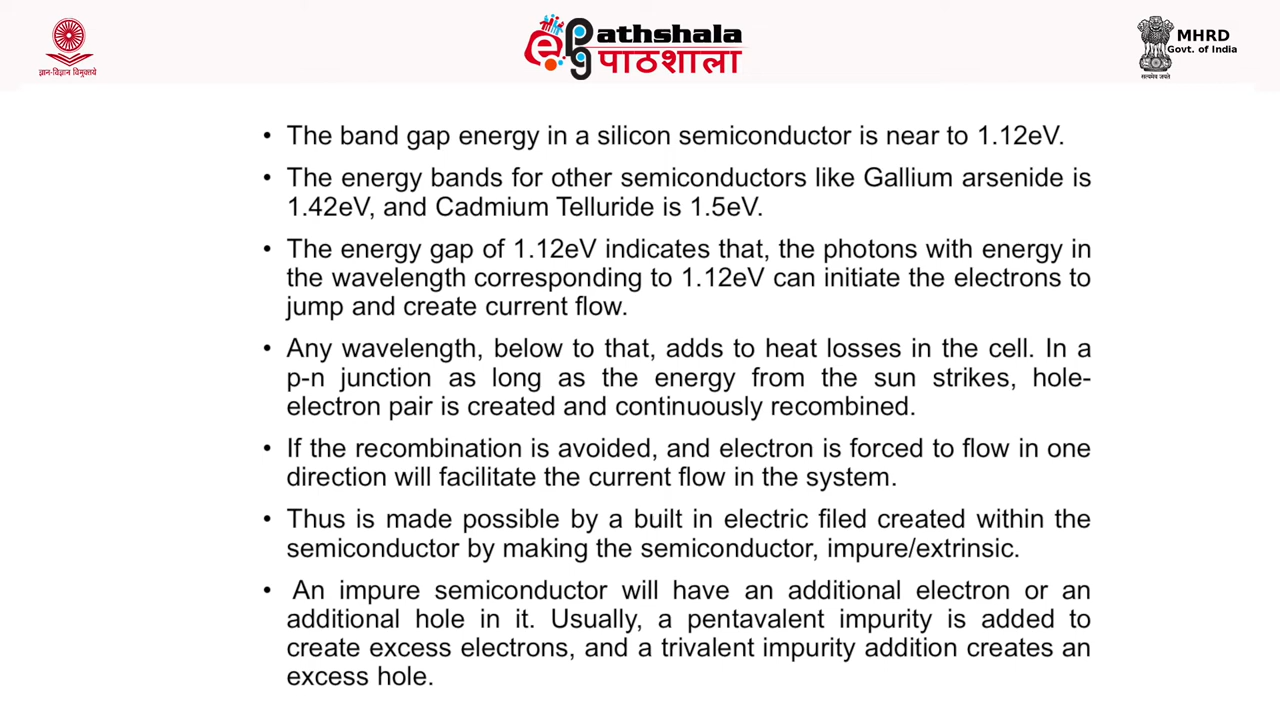 ज्ञान-विज्ञान विमुक्तये
ePG athshala
पाठशाला
MHRD
Govt. of India
सत्यमेव जयते
• The band gap energy in a silicon semiconductor is near to 1.12eV.
• The energy bands for other semiconductors like Gallium arsenide is
1.42eV, and Cadmium Telluride is 1.5eV.
• The energy gap of 1.12eV indicates that, the photons with energy in
the wavelength corresponding to 1.12eV can initiate the electrons to
jump and create current flow.
• Any wavelength, below to that, adds to heat losses in the cell. In a
p-n junction as long as the energy from the sun strikes, hole-
electron pair is created and continuously recombined.
• If the recombination is avoided, and electron is forced to flow in one
direction will facilitate the current flow in the system.
• Thus is made possible by a built in electric filed created within the
semiconductor by making the semiconductor, impure/extrinsic.
• An impure semiconductor will have an additional electron or an
additional hole in it. Usually, a pentavalent impurity is added to
create excess electrons, and a trivalent impurity addition creates an
excess hole.